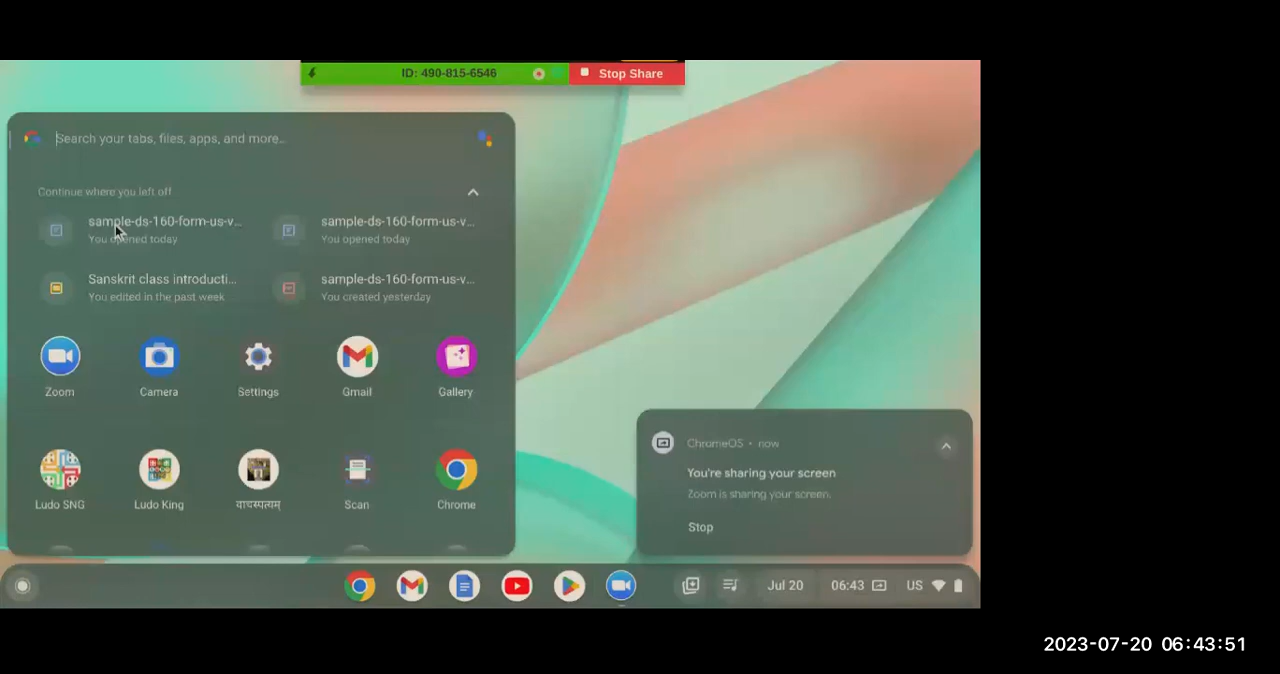 ID: 490-815-6546
Stop Share
Search your tabs, files, apps, and more...
Continue where you left off
sample-ds-160-form-us-v...
You opened today
sample-ds-160-form-us-v...
You opened today
Sanskrit class introducti...
You edited in the past week
sample-ds-160-form-us-v...
You created yesterday
Zoom
Camera
Settings
Gmail
Gallery
Ludo SNG
Ludo King
वाचस्पत्यम्
Scan
Chrome
ChromeOS • now
You're sharing your screen
Zoom is sharing your screen.
Stop
Jul 20
06:43
US
2023-07-20 06:43:51